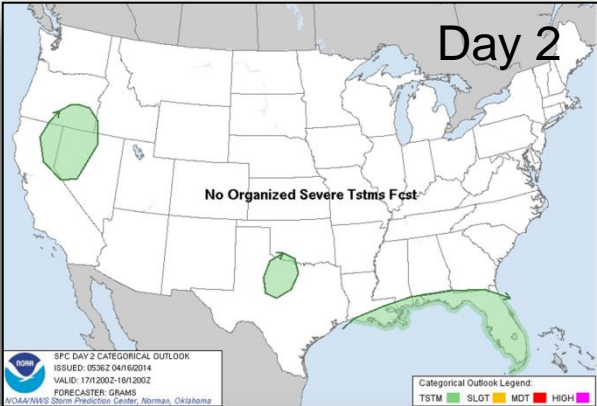 Day 2
No Organized Severe Tstms Fcst
NOAA
SPC DAY 2 CATEGORICAL OUTLOOK
ISSUED: 0536Z 04/16/2014
VALID: 17/1200Z-18/1200Z
FORECASTER: GRAMS
NOAA/NWS Storm Prediction Center, Norman, Oklahoma
Categorical Outlook Legend:
TSTM SLGT MDT HIGH